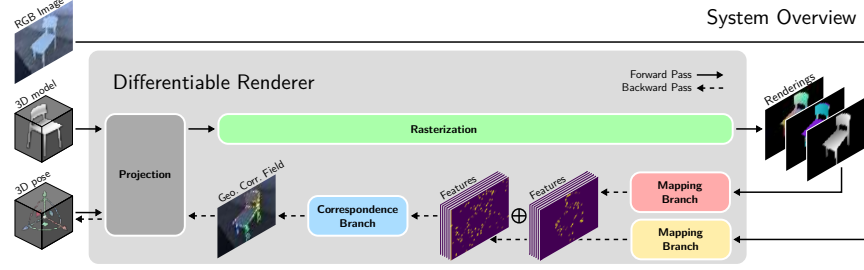 System Overview
RGB Image
Differentiable Renderer
Forward Pass
Backward Pass
3D model
Renderings
Rasterization
Projection
3D pose
Geo. Corr. Field
Correspondence
Branch
Features
Features
Mapping
Branch
Mapping
Branch